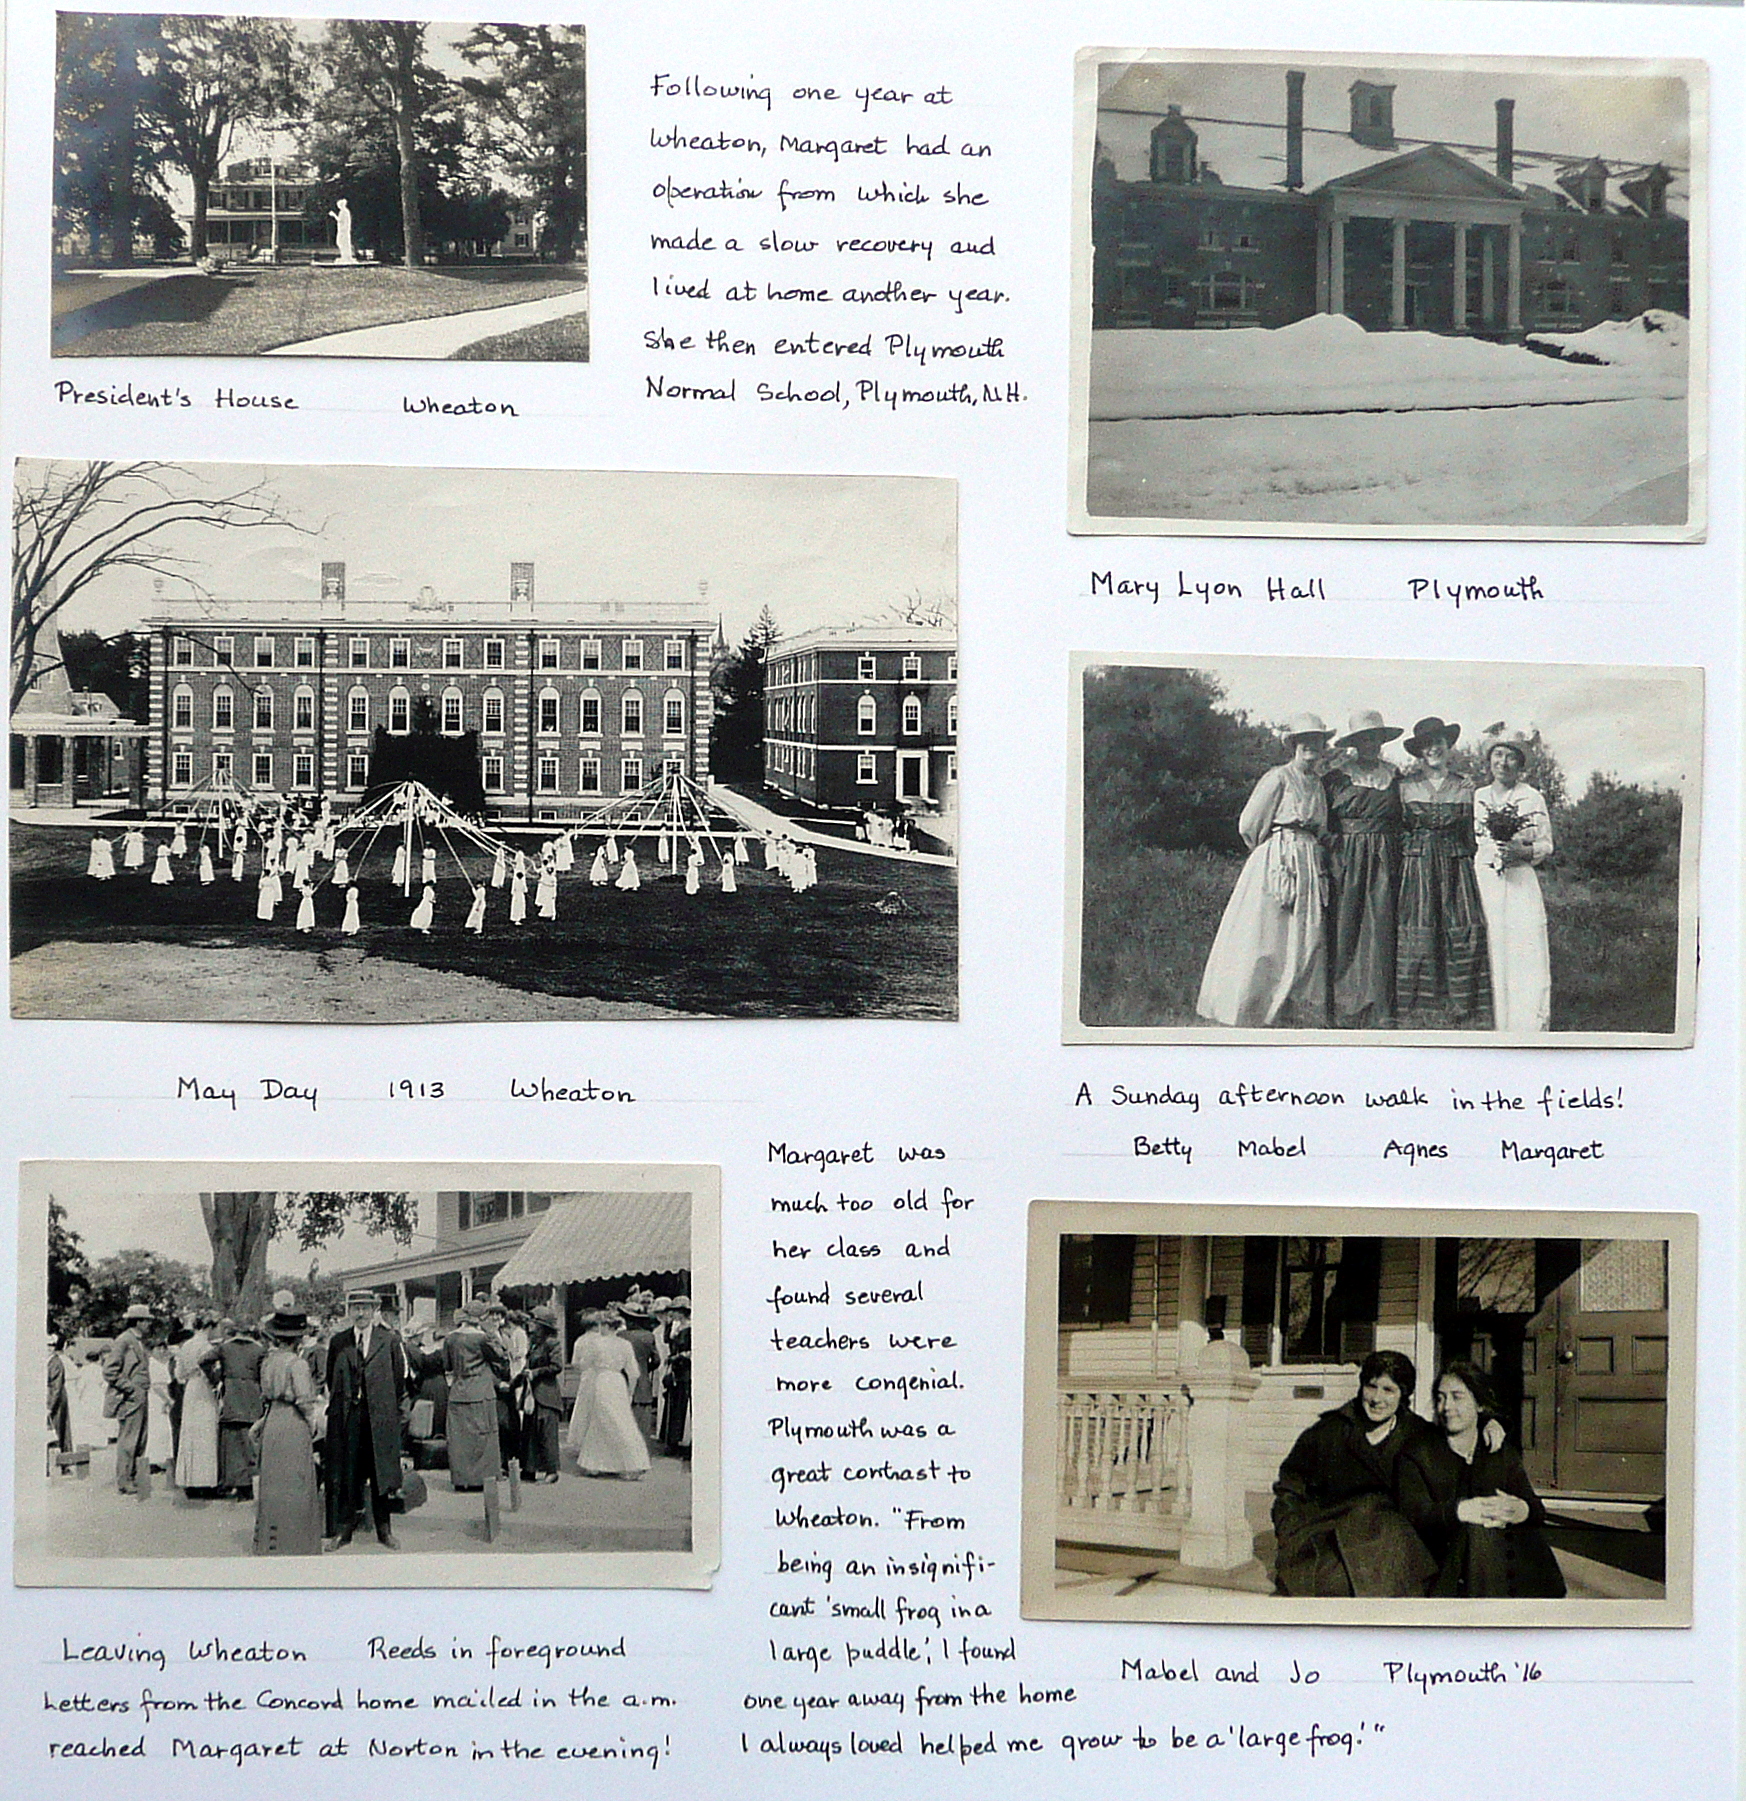 Following one year at
Wheaton, Margaret had an
operation from which she
made a slow recovery and
lived at home another year.
She then entered Plymouth
Normal School, Plymouth, N.H.
President's House Wheaton
Mary Lyon Hall Plymouth
May Day 1913 Wheaton
A Sunday afternoon walk in the fields!
Betty Mabel Agnes Margaret
Margaret was
much too old for
her class and
found several
teachers were
more congenial.
Plymouth was a
great contrast to
Wheaton. "From
being an insignifi-
cant 'small frog in a
large puddle', I found
one year away from the home
I always loved helped me grow to be a 'large frog.'"
Leaving Wheaton Reeds in foreground
Letters from the Concord home mailed in the a.m.
reached Margaret at Norton in the evening!
Mabel and Jo Plymouth '16